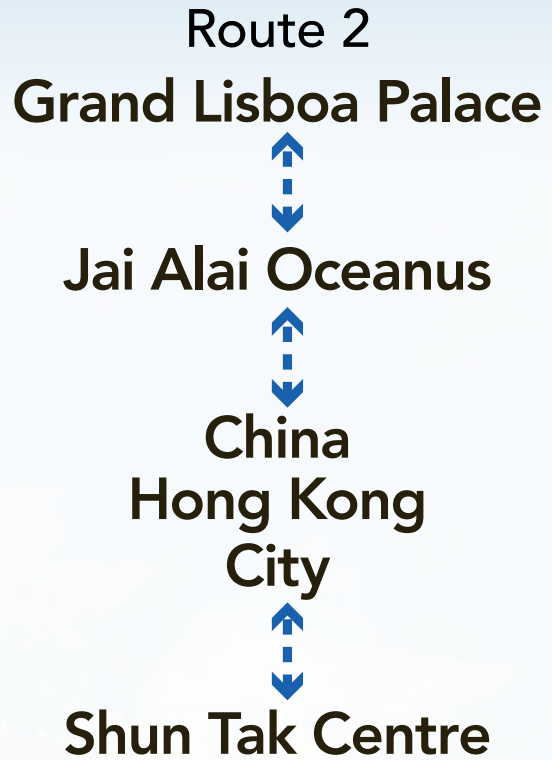 Route 2
Grand Lisboa Palace
Jai Alai Oceanus
China
Hong Kong
City
Shun Tak Centre